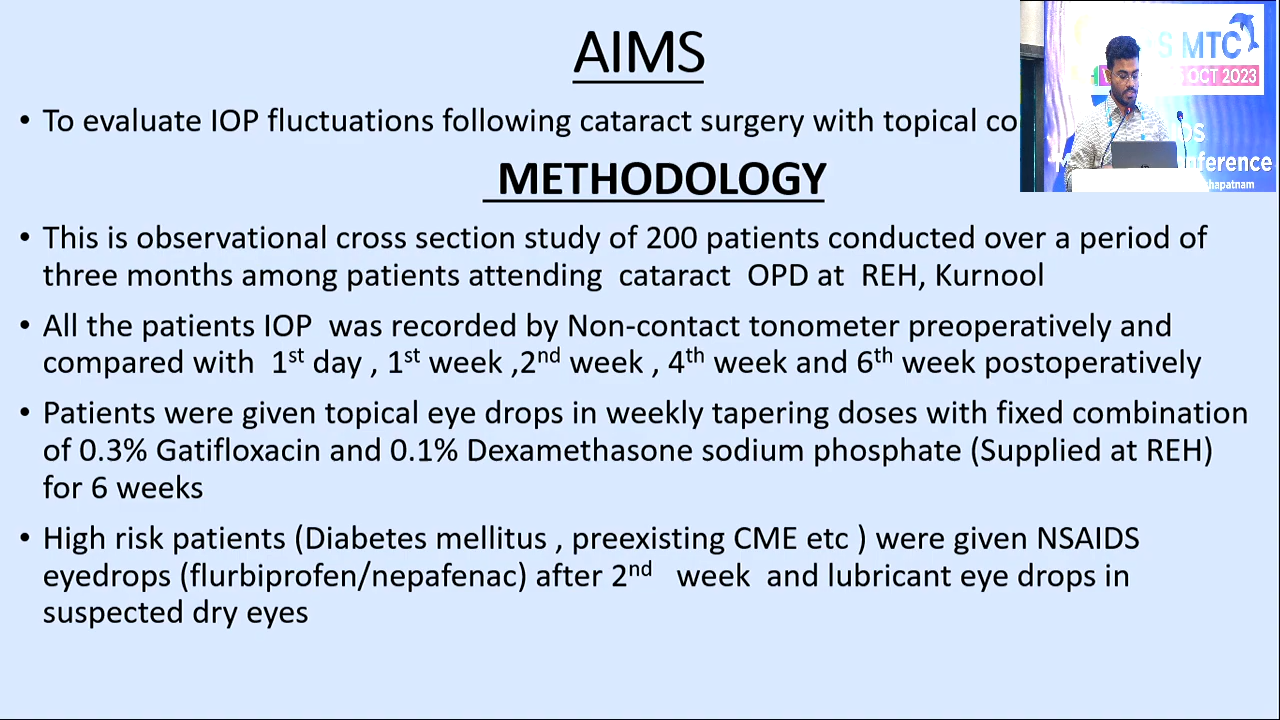 AIMS
• To evaluate IOP fluctuations following cataract surgery with topical co
METHODOLOGY
• This is observational cross section study of 200 patients conducted over a period of
three months among patients attending cataract OPD at REH, Kurnool
• All the patients IOP was recorded by Non-contact tonometer preoperatively and
compared with 1st day , 1st week ,2nd week , 4th week and 6th week postoperatively
• Patients were given topical eye drops in weekly tapering doses with fixed combination
of 0.3% Gatifloxacin and 0.1% Dexamethasone sodium phosphate (Supplied at REH)
for 6 weeks
• High risk patients (Diabetes mellitus , preexisting CME etc ) were given NSAIDS
eyedrops (flurbiprofen/nepafenac) after 2nd week and lubricant eye drops in
suspected dry eyes
S MTC
OCT 2023
OS
nference
hapatnam